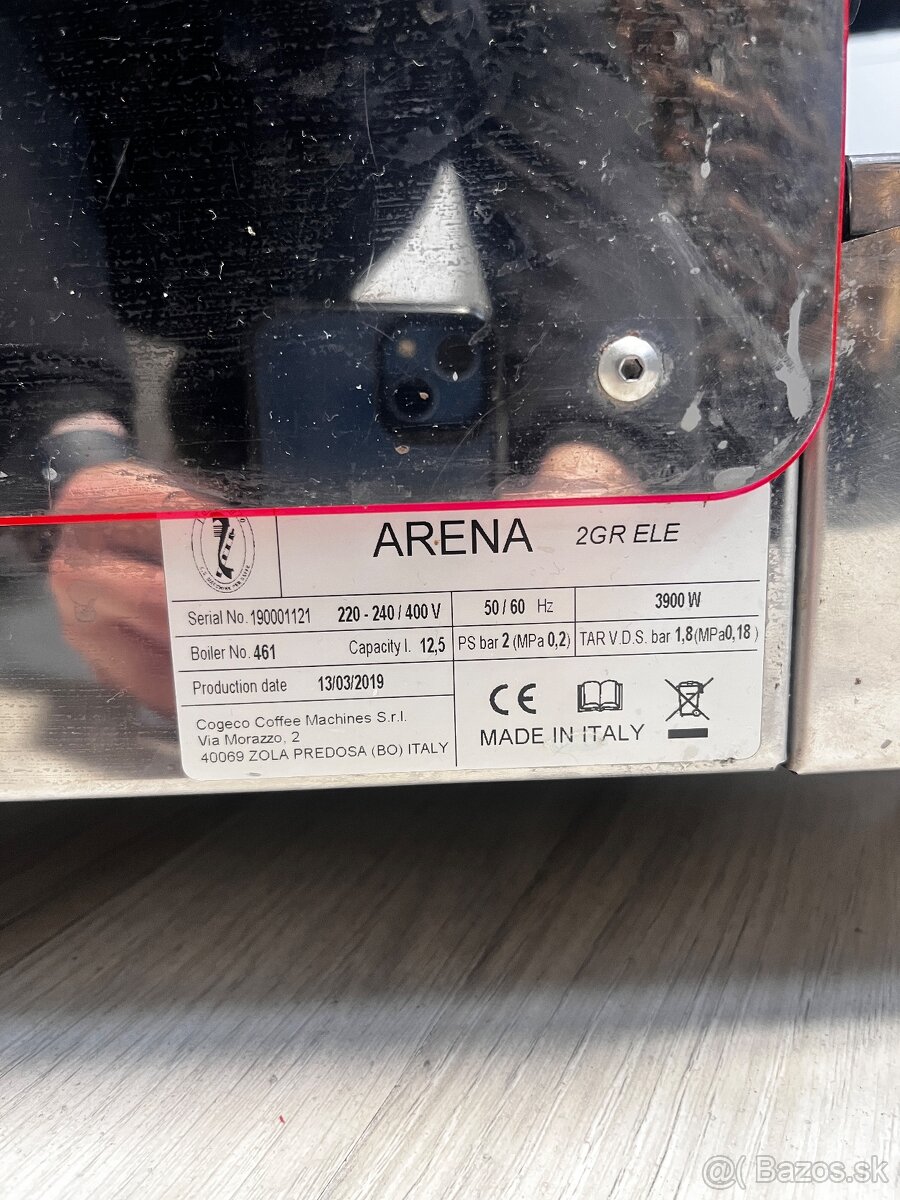 ARENA 2GR ELE
Serial No. 190001121 220 - 240 / 400 V 50 / 60 Hz 3900 W
Boiler No. 461 Capacity l. 12,5 PS bar 2 (MPa 0,2) TAR V.D.S. bar 1,8 (MPa 0,18)
Production date 13/03/2019
Cogeco Coffee Machines S.r.l.
Via Morazzo, 2
40069 ZOLA PREDOSA (BO) ITALY
CE
MADE IN ITALY
@( Bazos.sk